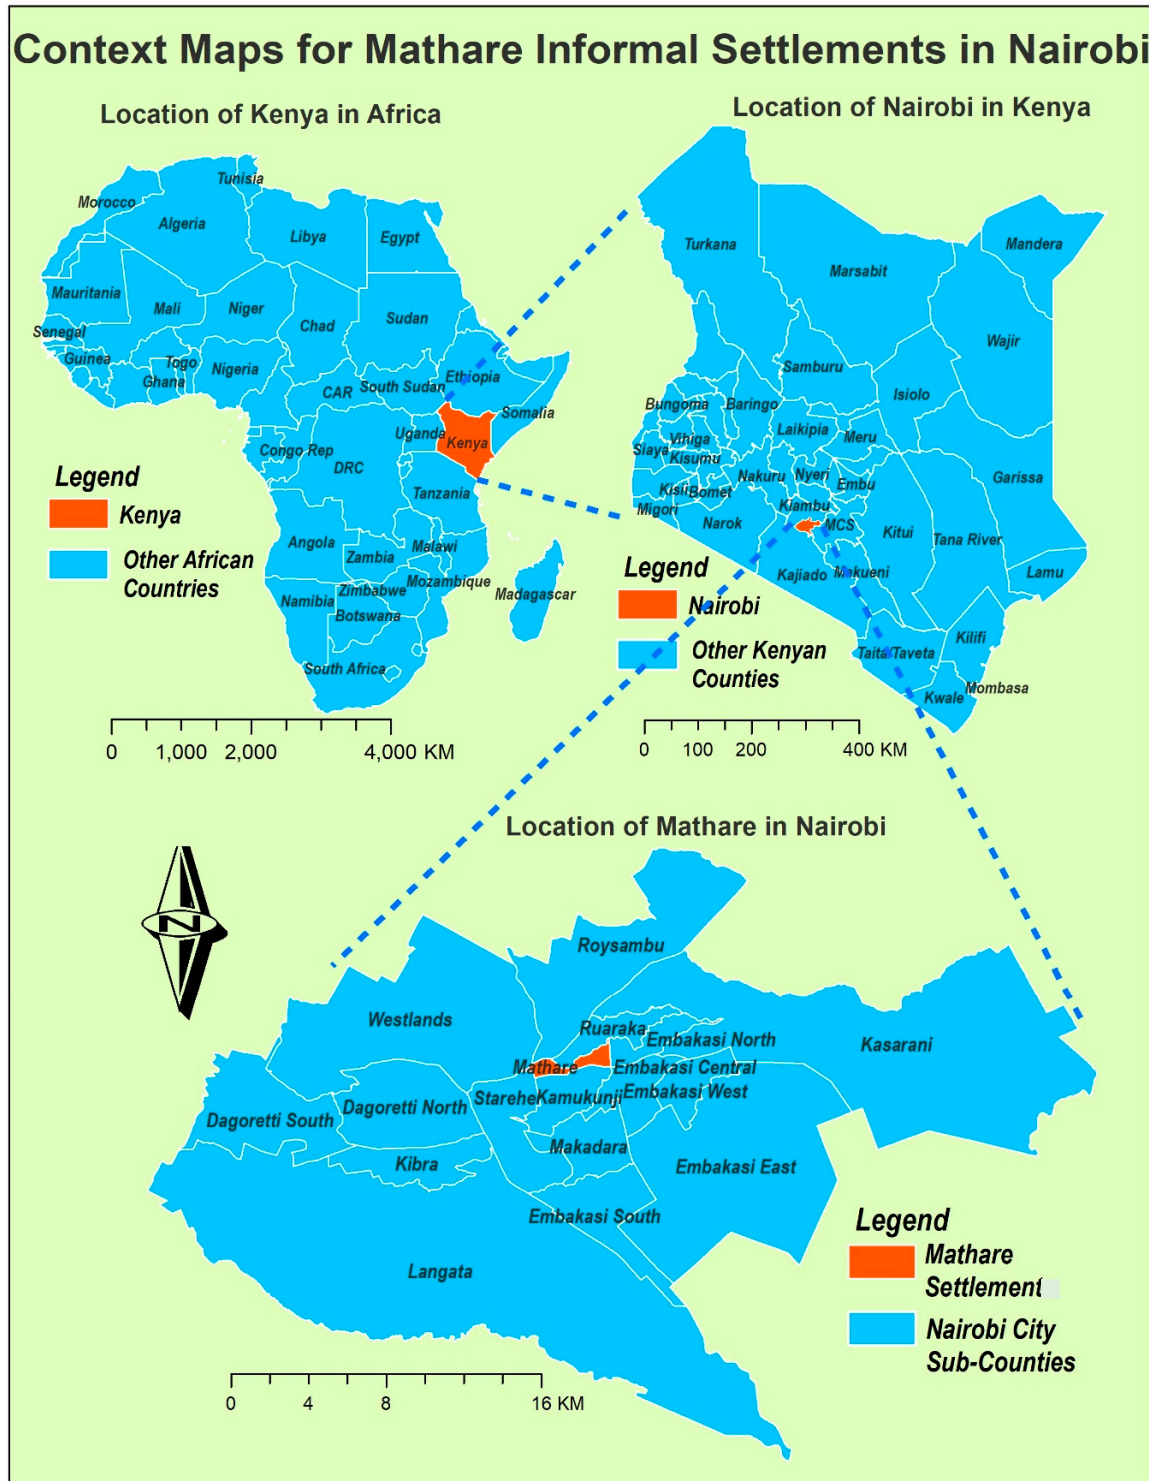 Context Maps for Mathare Informal Settlements in Nairobi
Location of Kenya in Africa
Tunisia
Morocco
Algeria
Libya
Egypt
Mauritania
Mali
Niger
Chad
Sudan
Senegal
Guinea
Togo
Ghana
Nigeria
CAR
South Sudan
Ethiopia
Somalia
Uganda
Kenya
Congo Rep
DRC
Tanzania
Angola
Zambia
Malawi
Mozambique
Zimbabwe
Madagascar
Namibia
Botswana
South Africa
Legend
Kenya
Other African
Countries
0 1,000 2,000 4,000 KM
Location of Nairobi in Kenya
Turkana
Mandera
Marsabit
Wajir
Samburu
Isiolo
Bungoma
Baringo
Laikipia
Meru
Vihiga
Siaya
Kisumu
Nakuru
Nyeri
Embu
Garissa
Kisii
Bomet
Migori
Narok
Kiambu
MCS
Kitui
Tana River
Kajiado
Makueni
Lamu
Kilifi
Taita Taveta
Kwale
Mombasa
Legend
Nairobi
Other Kenyan
Counties
0 100 200 400 KM
Location of Mathare in Nairobi
N
Roysambu
Westlands
Ruaraka
Embakasi North
Kasarani
Mathare
Embakasi Central
Starehe
Kamukunji
Embakasi West
Dagoretti North
Dagoretti South
Makadara
Kibra
Embakasi East
Embakasi South
Langata
Legend
Mathare
Settlement
Nairobi City
Sub-Counties
0 4 8 16 KM